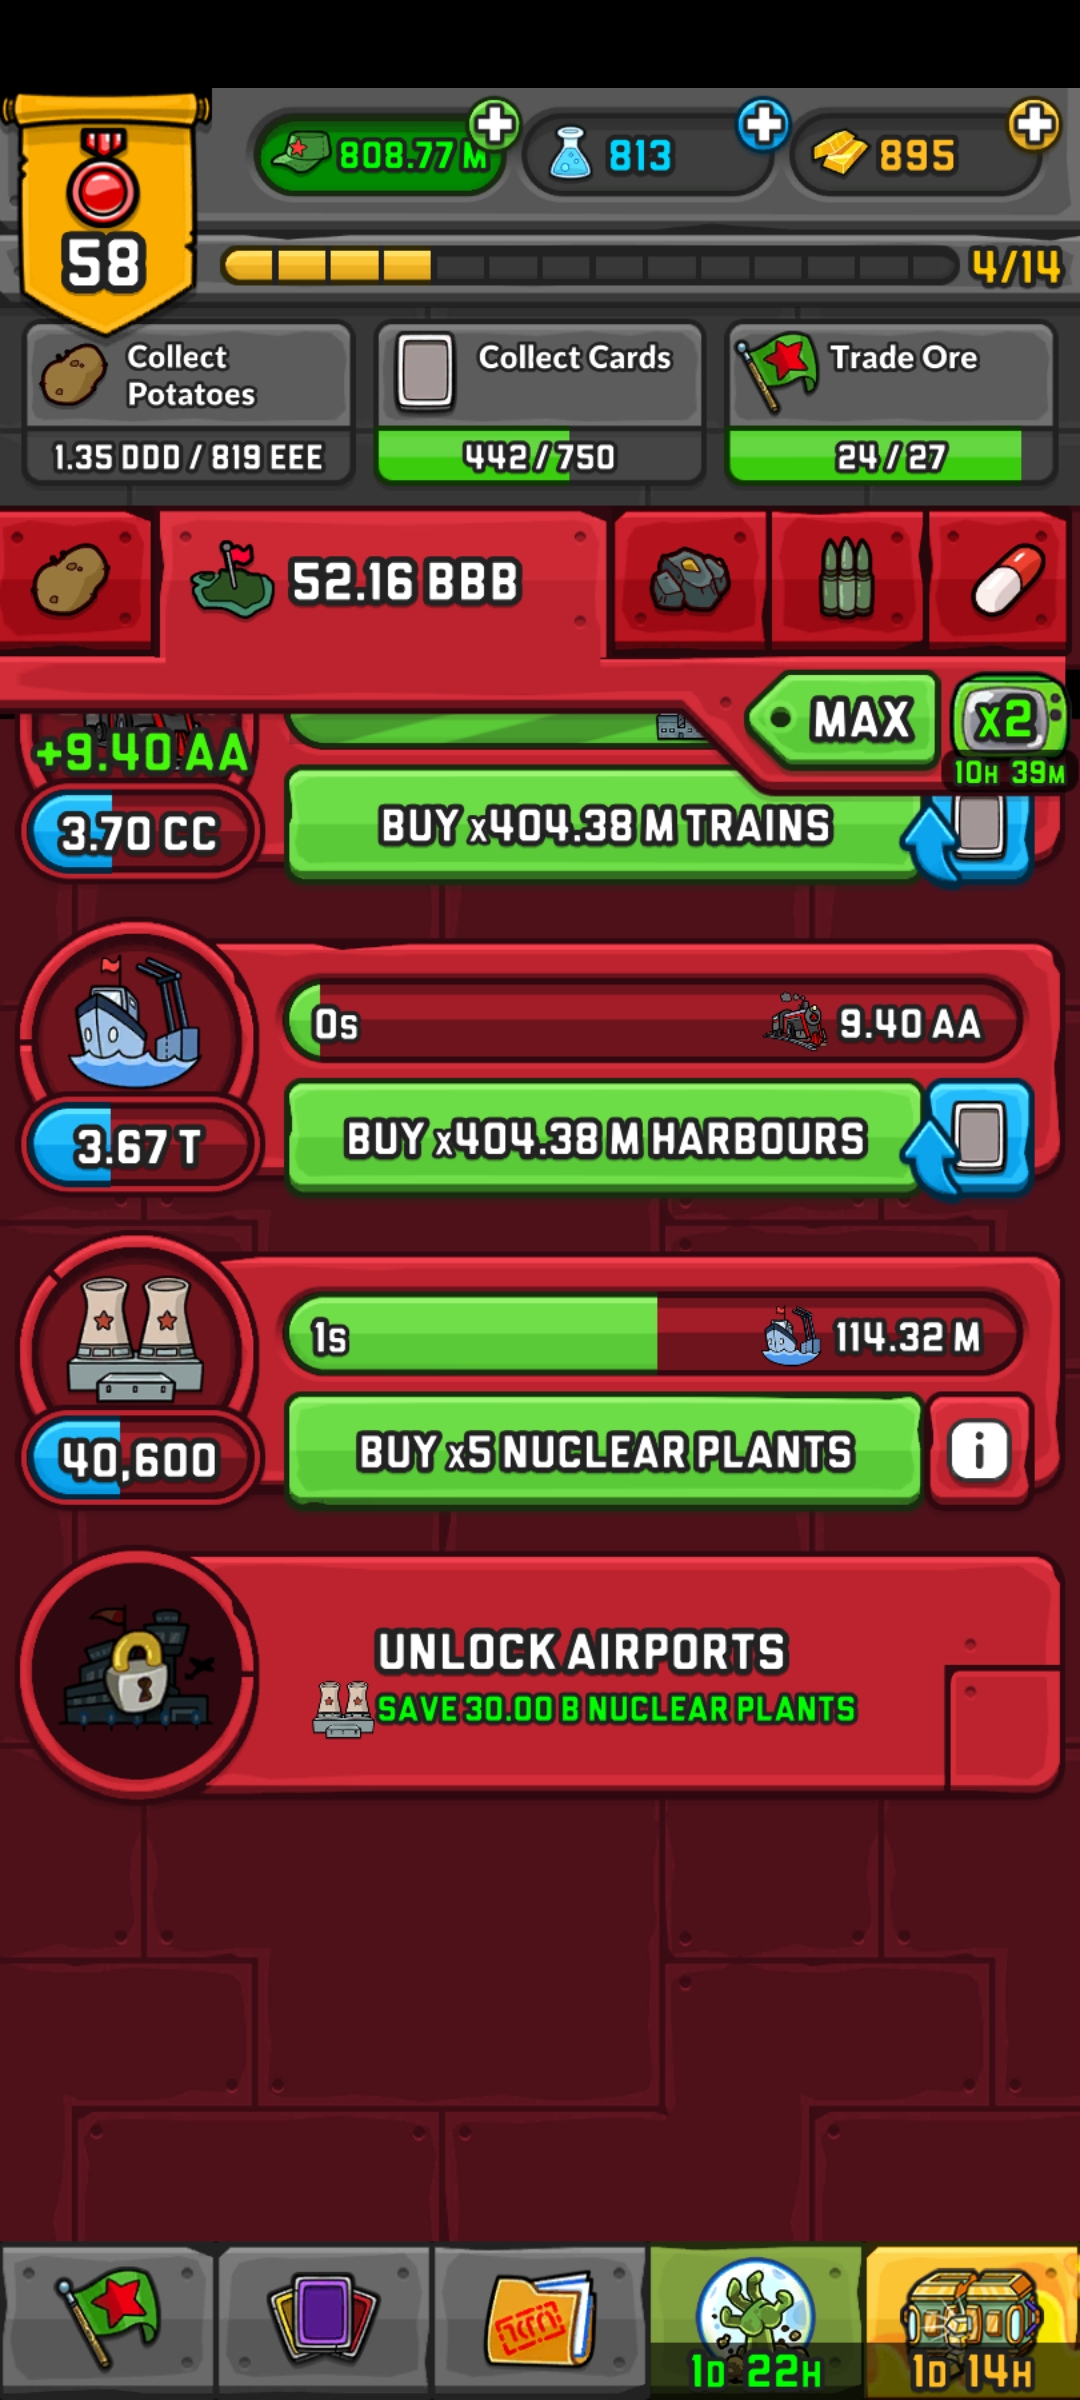 808.77 M
813
895
58
4/14
Collect
Potatoes
Collect Cards
Trade Ore
1.35 DDD / 819 EEE
442/750
24/27
52.16 BBB
MAX
x2
10H 39M
+9.40 AA
3.70 CC
BUY x404.38 M TRAINS
0s
9.40 AA
3.67 T
BUY x404.38 M HARBOURS
1s
114.32 M
40,600
BUY x5 NUCLEAR PLANTS
i
UNLOCK AIRPORTS
SAVE 30.00 B NUCLEAR PLANTS
1D 22H
1D 14H